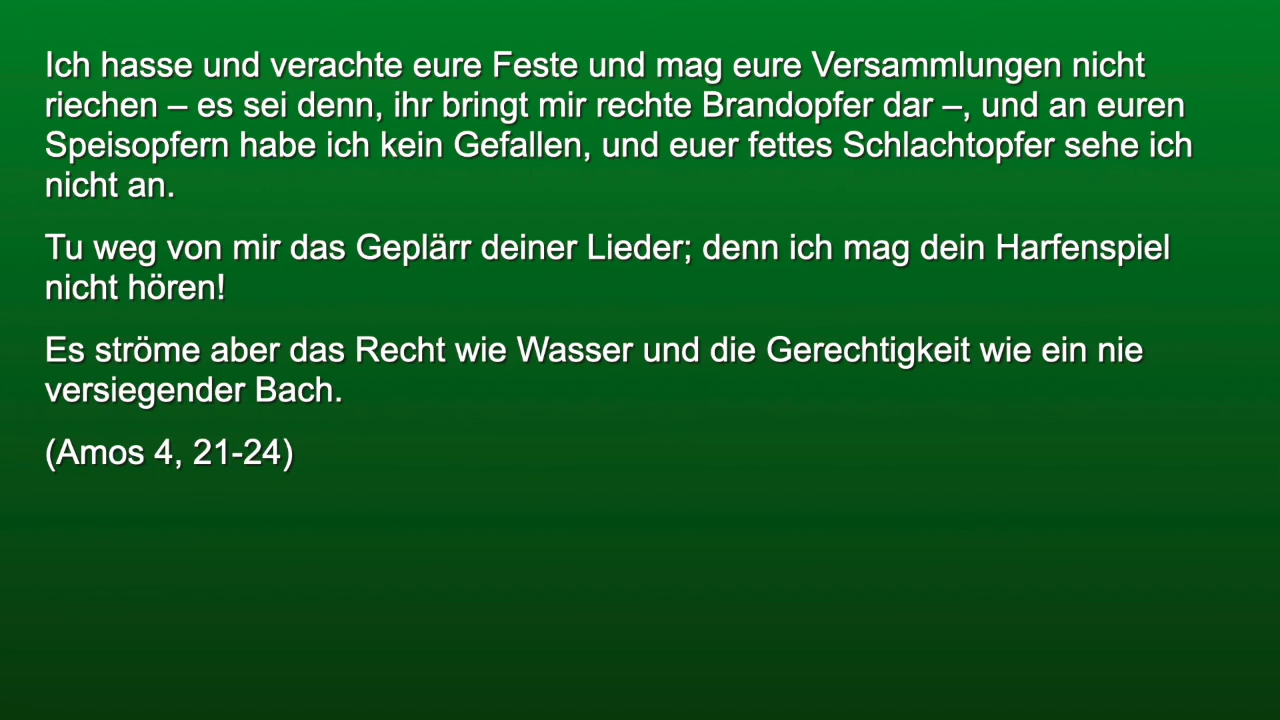 Ich hasse und verachte eure Feste und mag eure Versammlungen nicht
riechen – es sei denn, ihr bringt mir rechte Brandopfer dar –, und an euren
Speisopfern habe ich kein Gefallen, und euer fettes Schlachtopfer sehe ich
nicht an.
Tu weg von mir das Geplärr deiner Lieder; denn ich mag dein Harfenspiel
nicht hören!
Es ströme aber das Recht wie Wasser und die Gerechtigkeit wie ein nie
versiegender Bach.
(Amos 4, 21-24)